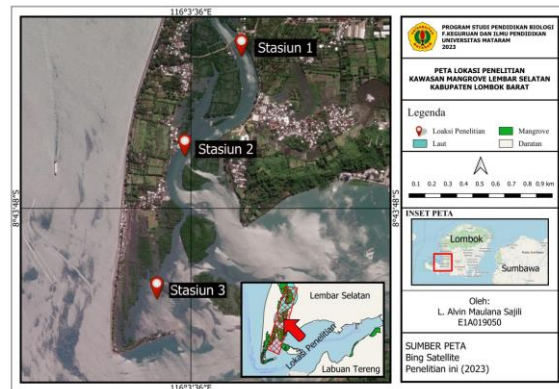 116°3'36"E
Stasiun 1
Stasiun 2
Stasiun 3
8°43'48"S
8°43'48"S
116°3'36"E
Lembar Selatan
Lokasi Penelitian
Labuan Tereng
PROGRAM STUDI PENDIDIKAN BIOLOGI
F.KEGURUAN DAN ILMU PENDIDIKAN
UNIVERSITAS MATARAM
2023
PETA LOKASI PENELITIAN
KAWASAN MANGROVE LEMBAR SELATAN
KABUPATEN LOMBOK BARAT
Legenda
Loaksi Penelitian
Mangrove
Laut
Daratan
0.1 0.2 0.3 0.4 0.5 0.6 0.7 0.8 0.9 km
INSET PETA
Lombok
Sumbawa
Oleh:
L. Alvin Maulana Sajili
E1A019050
SUMBER PETA
Bing Satellite
Penelitian ini (2023)